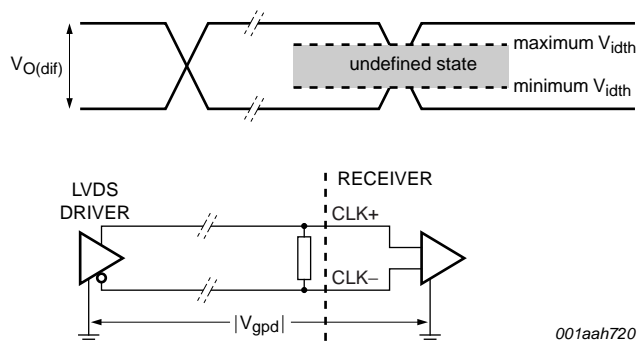 V_O(dif)
maximum V_idth
undefined state
minimum V_idth
LVDS
DRIVER
RECEIVER
CLK+
CLK−
|V_gpd|
001aah720